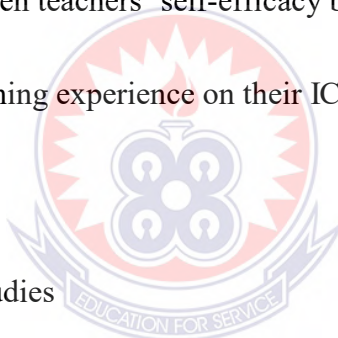 en teachers' self-efficacy b
ning experience on their IC
udies
EDUCATION FOR SERVICE